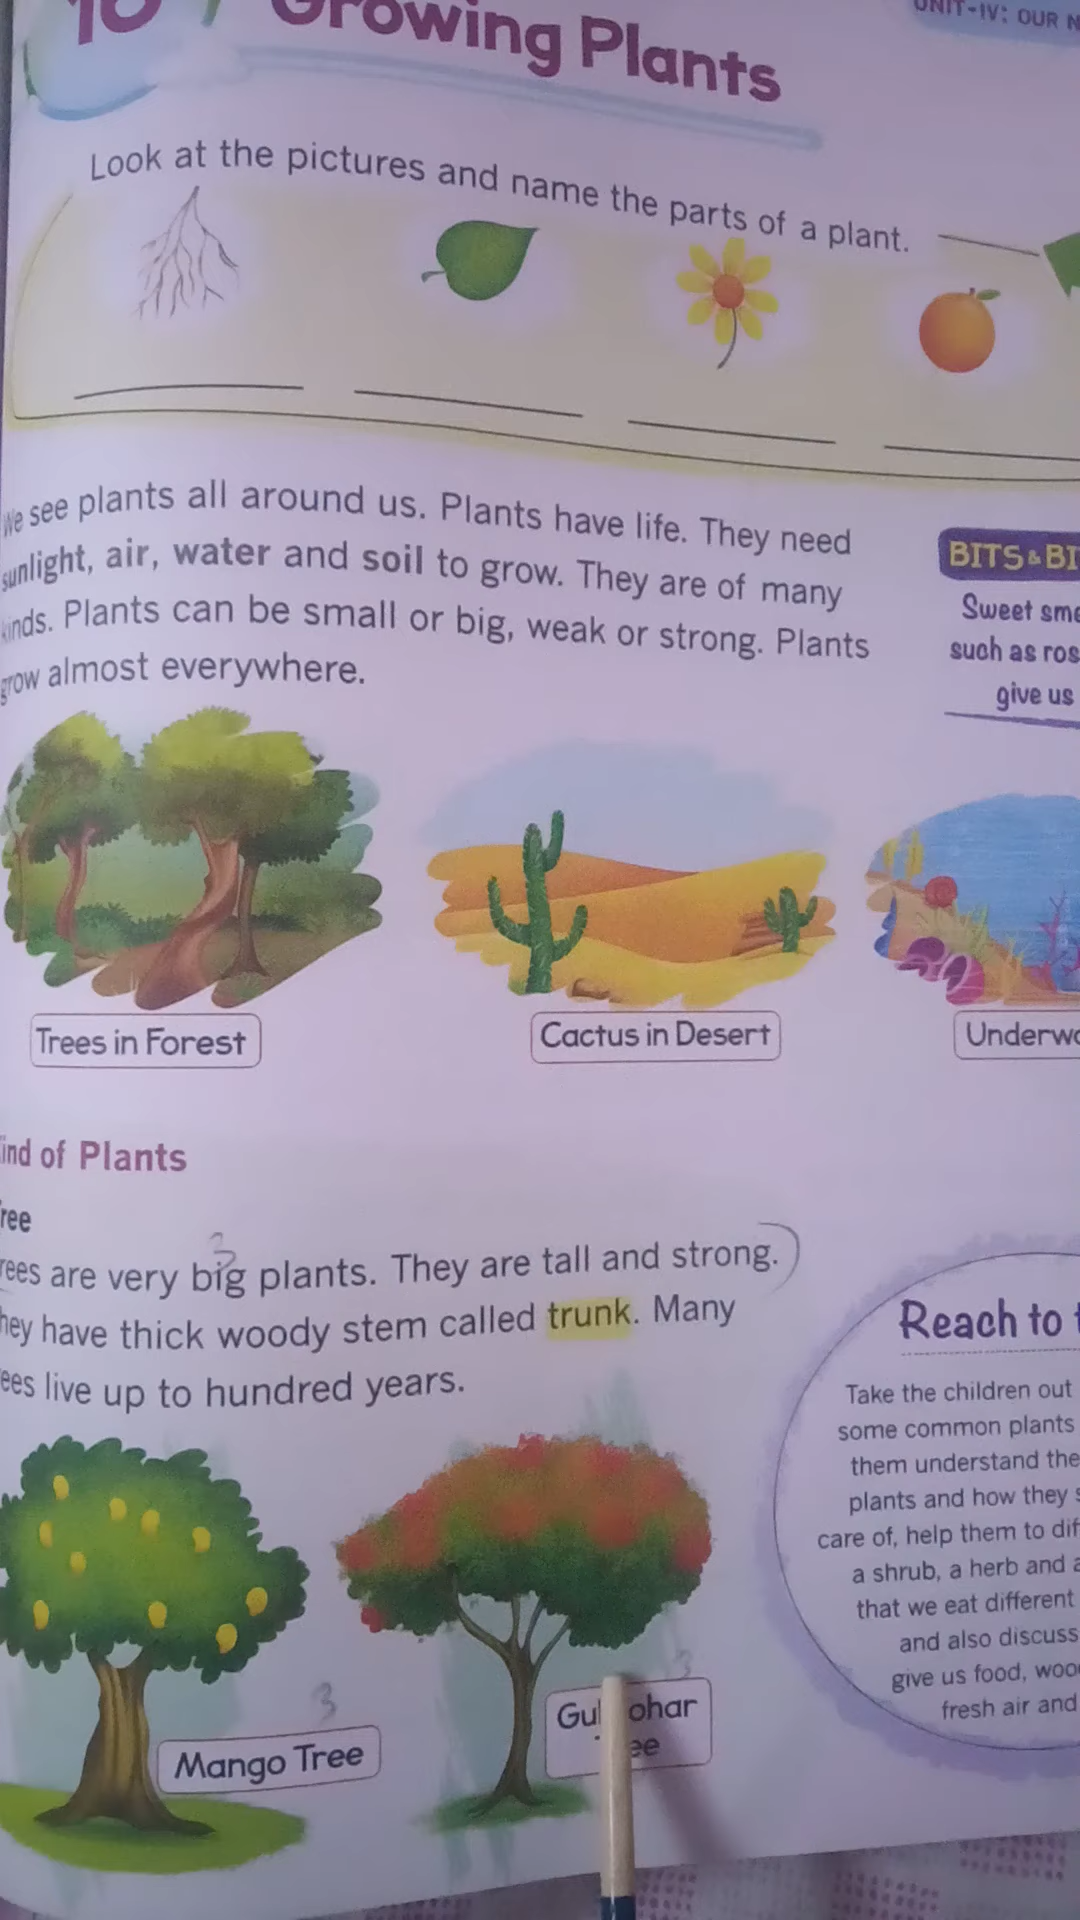 10 Growing Plants
UNIT-IV: OUR
Look at the pictures and name the parts of a plant.
We see plants all around us. Plants have life. They need
sunlight, air, water and soil to grow. They are of many
kinds. Plants can be small or big, weak or strong. Plants
grow almost everywhere.
BITS &
Sweet
such as
give us
Trees in Forest
Cactus in Desert
of Plants
are very big plants. They are tall and strong.
have thick woody stem called trunk. Many
live up to hundred years.
3
Reach to
Take the children out
some common plants
them understand the
plants and how they
care of, help them to
a shrub, a herb and
that we eat different
and also discuss
give us food,
fresh air and
3
3
Mango Tree